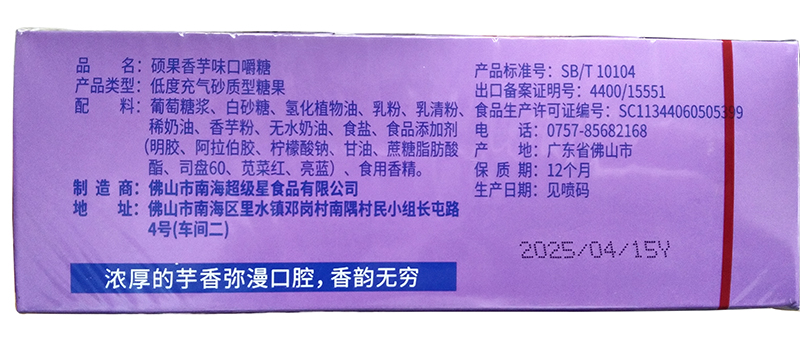 品 名：硕果香芋味口嚼糖
产品类型：低度充气砂质型糖果
配 料：葡萄糖浆、白砂糖、氢化植物油、乳粉、乳清粉、
稀奶油、香芋粉、无水奶油、食盐、食品添加剂
（明胶、阿拉伯胶、柠檬酸钠、甘油、蔗糖脂肪酸
酯、司盘60、苋菜红、亮蓝）、食用香精。
制 造 商：佛山市南海超级星食品有限公司
地 址：佛山市南海区里水镇邓岗村南隅村民小组长屯路
4号(车间二)
产品标准号：SB/T 10104
出口备案证明号：4400/15551
食品生产许可证编号：SC11344060505399
电 话：0757-85682168
产 地：广东省佛山市
保 质 期：12个月
生产日期：见喷码
2025/04/15Y
浓厚的芋香弥漫口腔，香韵无穷